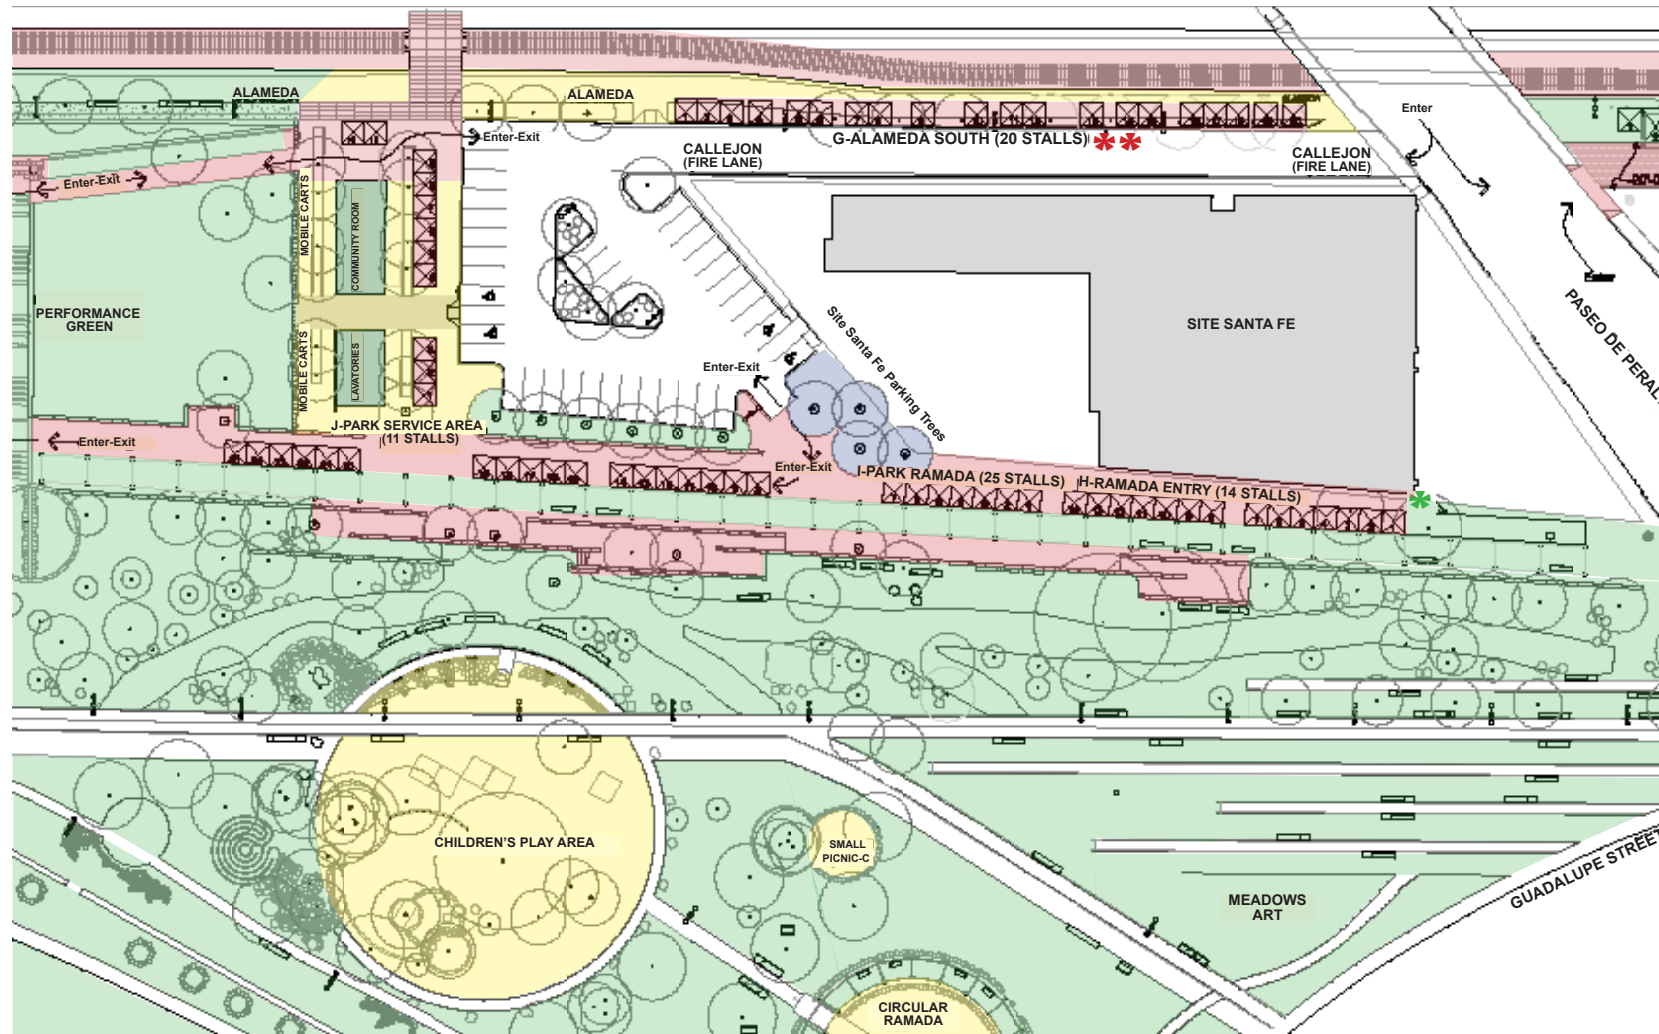 ALAMEDA
ALAMEDA
ALAMEDA
Enter
Enter-Exit
G-ALAMEDA SOUTH (20 STALLS)
CALLEJON
(FIRE LANE)
CALLEJON
(FIRE LANE)
Enter-Exit
MOBILE CARTS
COMMUNITY ROOM
Enter
PASEO DE PERAL
PERFORMANCE
GREEN
SITE SANTA FE
Site Santa Fe Parking Trees
MOBILE CARTS
LAVATORIES
Enter-Exit
J-PARK SERVICE AREA
(11 STALLS)
Enter-Exit
Enter-Exit
I-PARK RAMADA (25 STALLS)
H-RAMADA ENTRY (14 STALLS)
CHILDREN'S PLAY AREA
SMALL
PICNIC-C
GUADALUPE STREET
MEADOWS
ART
CIRCULAR
RAMADA